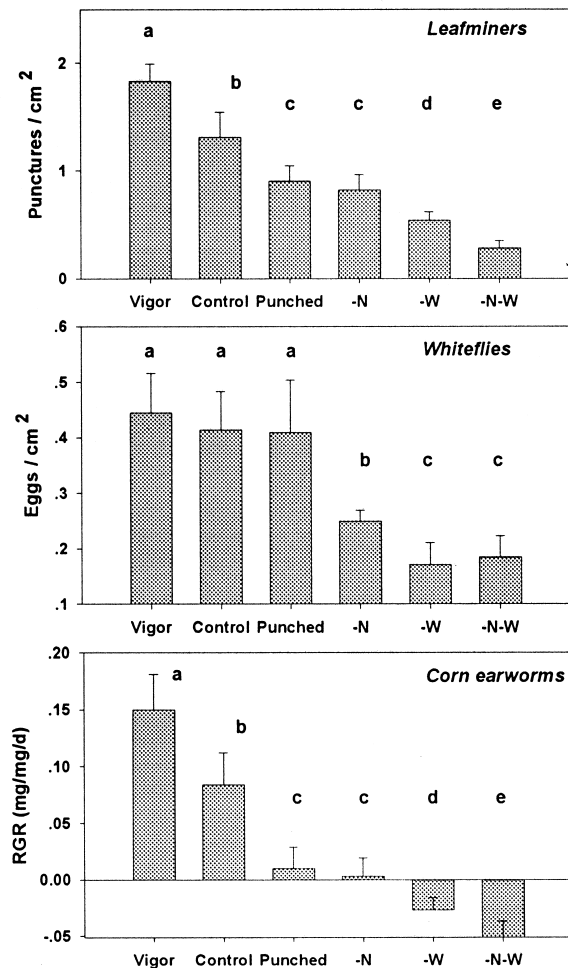 a
Leafminers
2
b
c
c
d
e
1
0
Punctures / cm 2
Vigor Control Punched -N -W -N-W
.6
a a a
Whiteflies
.5
b c c
.4
.3
.2
.1
Eggs / cm 2
Vigor Control Punched -N -W -N-W
.20
a
Corn earworms
.15
b
c c d e
.10
.05
0.00
-.05
RGR (mg/mg/d)
Vigor Control Punched -N -W -N-W